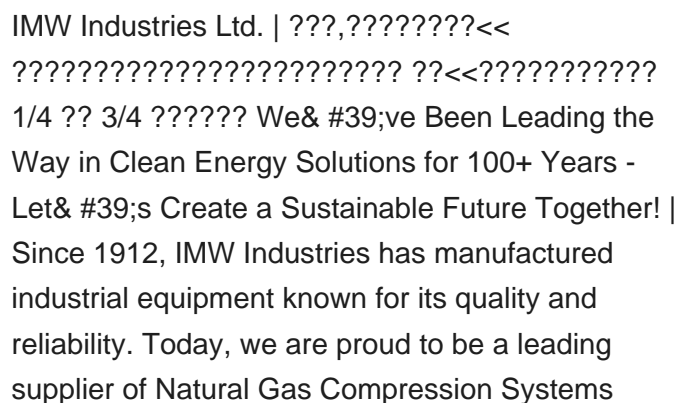 IMW Industries Ltd. | ???,????????<<
???????????????????????? ??<<???????????
1/4 ?? 3/4 ?????? We& #39;ve Been Leading the
Way in Clean Energy Solutions for 100+ Years -
Let& #39;s Create a Sustainable Future Together! |
Since 1912, IMW Industries has manufactured
industrial equipment known for its quality and
reliability. Today, we are proud to be a leading
supplier of Natural Gas Compression Systems